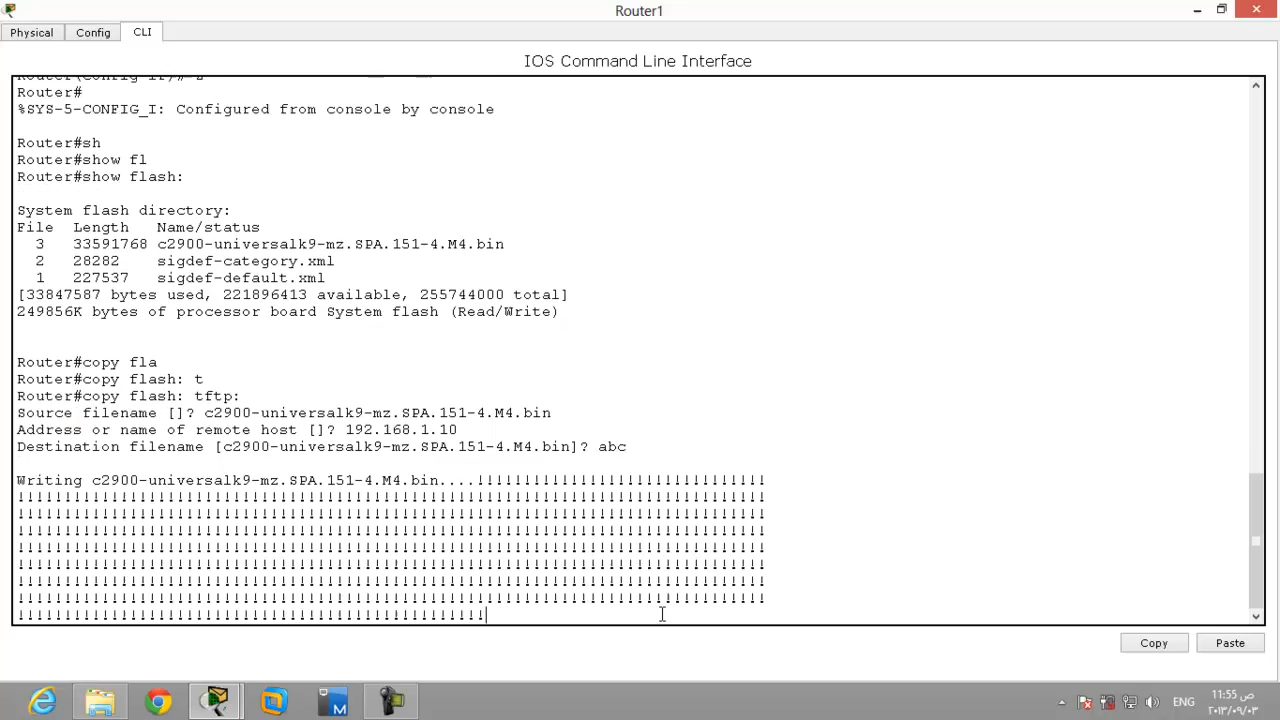 Router1
Physical Config CLI
IOS Command Line Interface
Router#
%SYS-5-CONFIG_I: Configured from console by console
Router#sh
Router#show fl
Router#show flash:
System flash directory:
File Length Name/status
3 33591768 c2900-universalk9-mz.SPA.151-4.M4.bin
2 28282 sigdef-category.xml
1 227537 sigdef-default.xml
[33847587 bytes used, 221896413 available, 255744000 total]
249856K bytes of processor board System flash (Read/Write)
Router#copy fla
Router#copy flash: t
Router#copy flash: tftp:
Source filename []? c2900-universalk9-mz.SPA.151-4.M4.bin
Address or name of remote host []? 192.168.1.10
Destination filename [c2900-universalk9-mz.SPA.151-4.M4.bin]? abc
Writing c2900-universalk9-mz.SPA.151-4.M4.bin....!!!!!!!!!!!!!!!!!!!!!!!!!!!!!!!
!!!!!!!!!!!!!!!!!!!!!!!!!!!!!!!!!!!!!!!!!!!!!!!!!!!!!!!!!!!!!!!!!!!!!!!!!!!!!!!!
!!!!!!!!!!!!!!!!!!!!!!!!!!!!!!!!!!!!!!!!!!!!!!!!!!!!!!!!!!!!!!!!!!!!!!!!!!!!!!!!
!!!!!!!!!!!!!!!!!!!!!!!!!!!!!!!!!!!!!!!!!!!!!!!!!!!!!!!!!!!!!!!!!!!!!!!!!!!!!!!!
!!!!!!!!!!!!!!!!!!!!!!!!!!!!!!!!!!!!!!!!!!!!!!!!!!!!!!!!!!!!!!!!!!!!!!!!!!!!!!!!
!!!!!!!!!!!!!!!!!!!!!!!!!!!!!!!!!!!!!!!!!!!!!!!!!!!!!!!!!!!!!!!!!!!!!!!!!!!!!!!!
!!!!!!!!!!!!!!!!!!!!!!!!!!!!!!!!!!!!!!!!!!!!!!!!!!!!!!!!!!!!!!!!!!!!!!!!!!!!!!!!
!!!!!!!!!!!!!!!!!!!!!!!!!!!!!!!!!!!!!!!!!!!!!!!!!!!!!!!!!!!!!!!!!!!!!!!!!!!!!!!!
!!!!!!!!!!!!!!!!!!!!!!!!!!!!!!!!!!!!!!!!!!!!!!!!!!
Copy Paste
ENG 11:55 ص
٢٠١٣/٠٩/٠٣